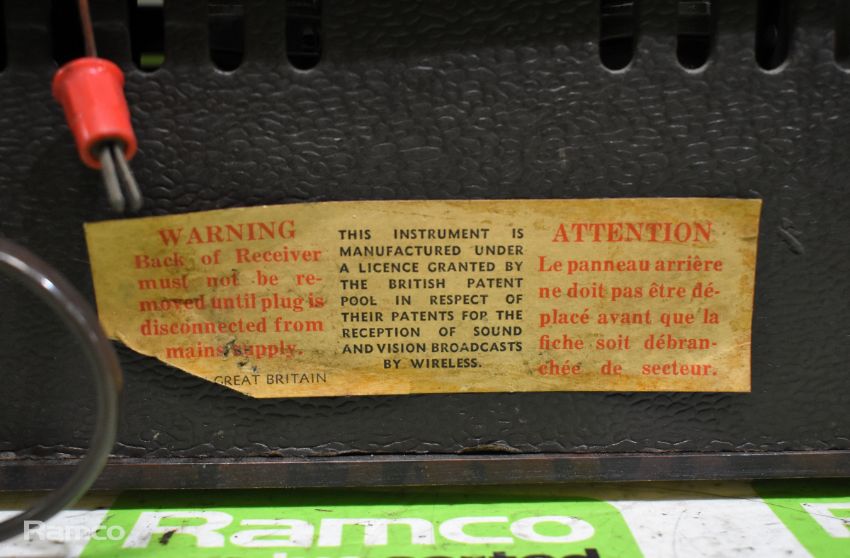 WARNING
Back of Receiver
must not be re-
moved until plug is
disconnected from
mains supply.
GREAT BRITAIN
THIS INSTRUMENT IS
MANUFACTURED UNDER
A LICENCE GRANTED BY
THE BRITISH PATENT
POOL IN RESPECT OF
THEIR PATENTS FOR THE
RECEPTION OF SOUND
AND VISION BROADCASTS
BY WIRELESS.
ATTENTION
Le panneau arrière
ne doit pas être dé-
placé avant que la
fiche soit débran-
chée de secteur.
Ramco
Ramco